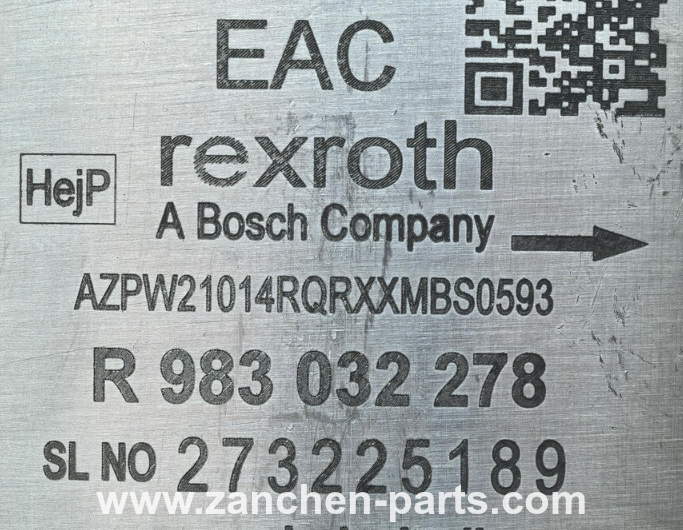 EAC
rexroth
HejP
A Bosch Company
AZPW21014RQRXXMBS0593
R 983 032 278
SL NO 273225189
www.zanchen-parts.com